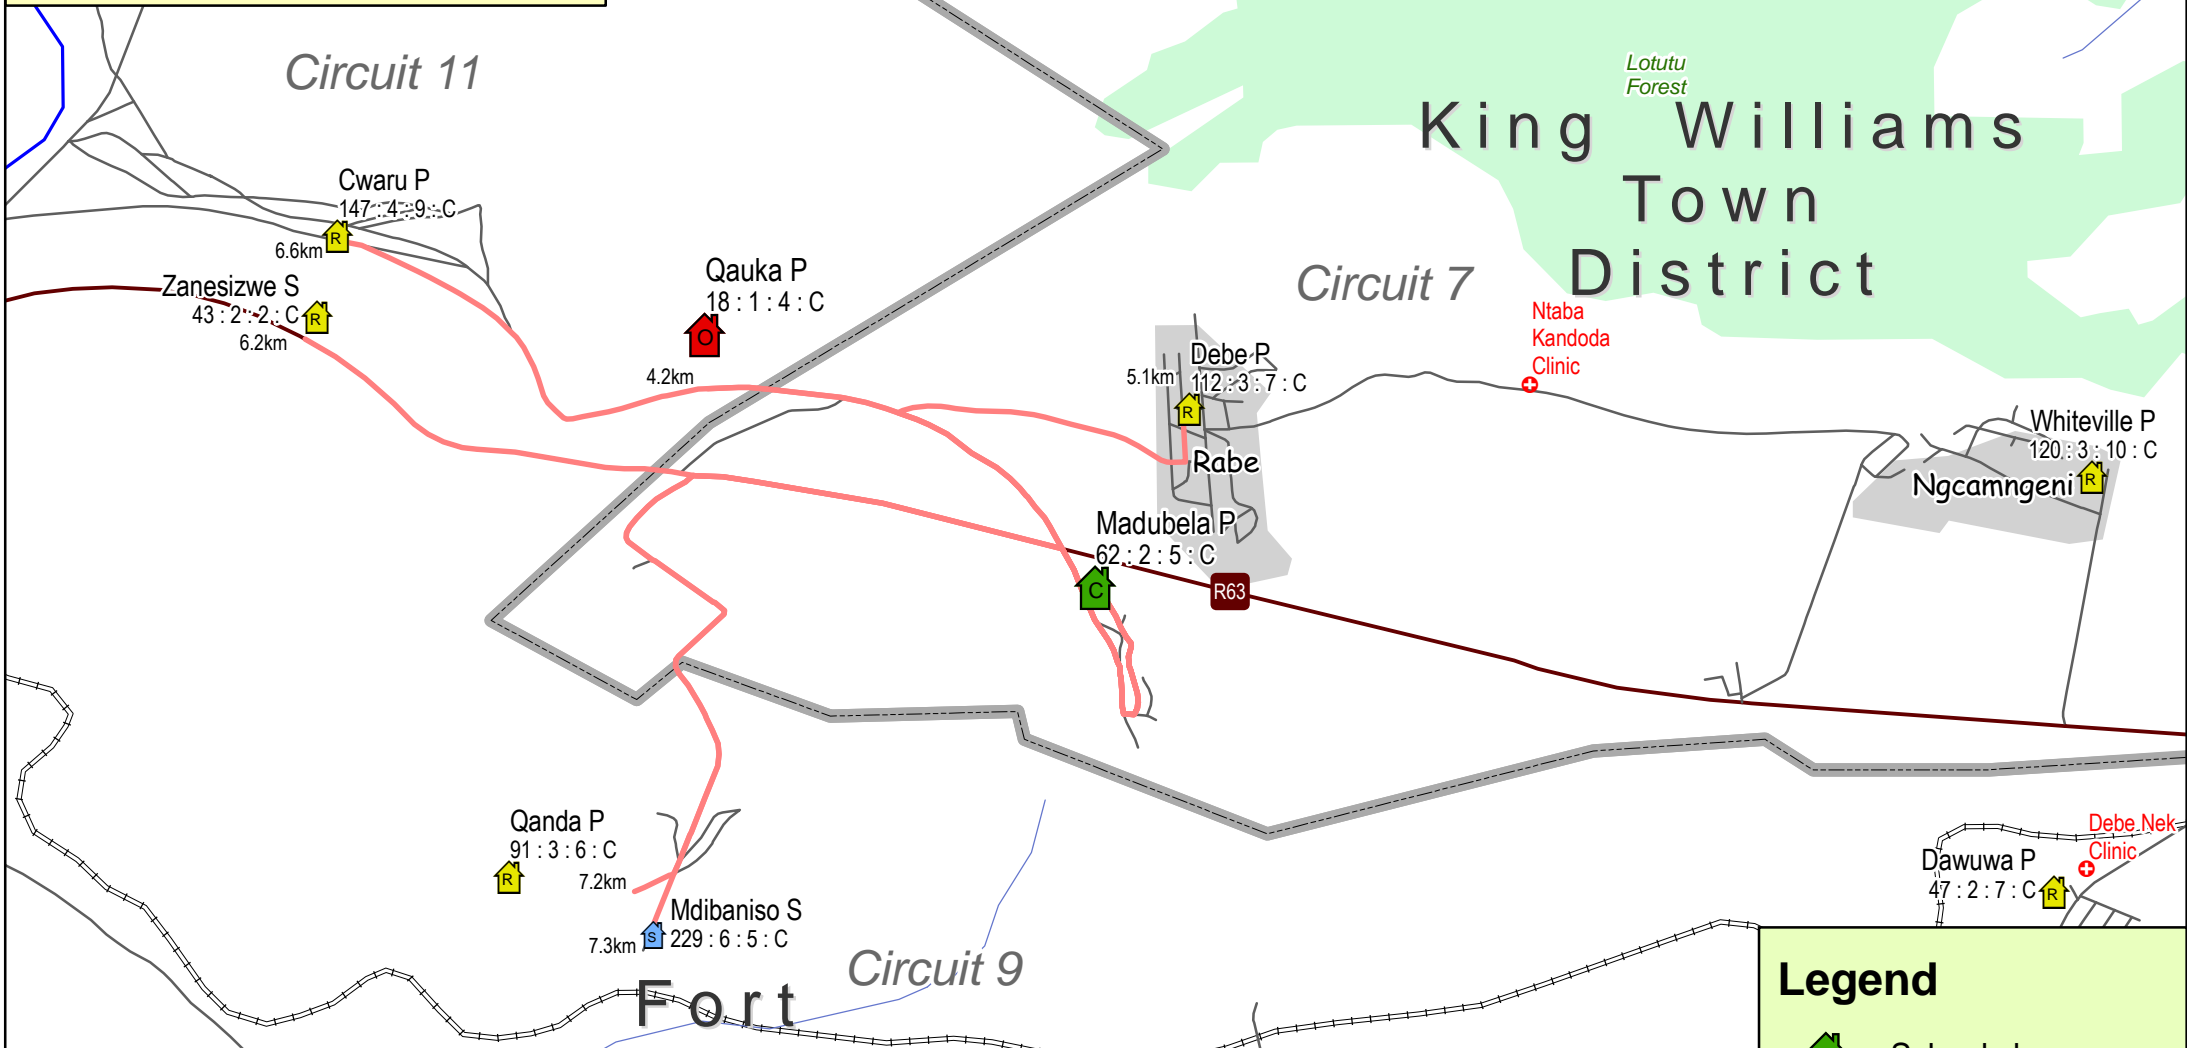 Circuit 11
Lotutu
Forest
King Williams
Town
District
Cwaru P
147 : 4 : 9 : C
R
6.6km
Zanesizwe S
43 : 2 : 2 : C
R
6.2km
Qauka P
18 : 1 : 4 : C
O
4.2km
Circuit 7
Ntaba
Kandoda
Clinic
Debe P
5.1km
112 : 3 : 7 : C
R
Rabe
Whiteville P
120 : 3 : 10 : C
Ngcamngeni
R
Madubela P
62 : 2 : 5 : C
C
R63
Qanda P
91 : 3 : 6 : C
R
7.2km
Mdibaniso S
229 : 6 : 5 : C
S
7.3km
Circuit 9
Fort
Debe Nek
Clinic
Dawuwa P
47 : 2 : 7 : C
R
Legend